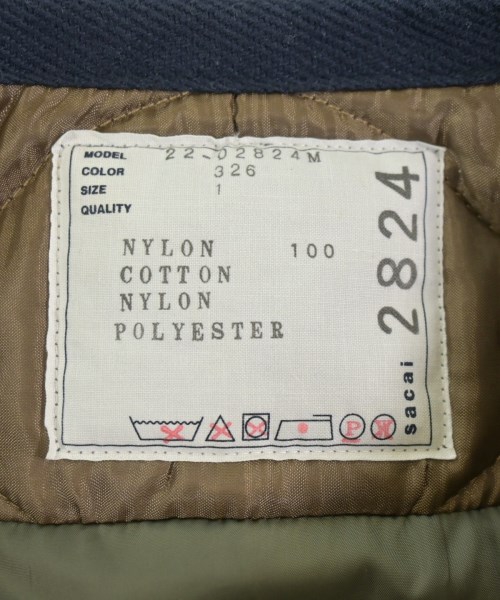 MODEL 22-02824M
COLOR 326
SIZE 1
QUALITY
NYLON 100
COTTON
NYLON
POLYESTER
P W
sacai 2824